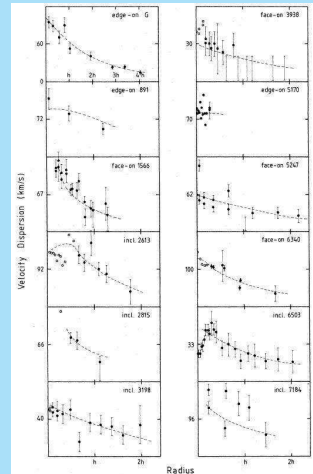 edge-on G
60
0
h 2h 3h 4h
face-on 3938
30
edge-on 891
72
edge-on 5170
70
face-on 1566
67
face-on 5247
62
incl. 2613
92
face-on 6340
100
incl. 2815
66
incl. 6503
33
incl. 3198
40
h 2h
incl. 7184
96
h 2h
Velocity Dispersion (km/s)
Radius